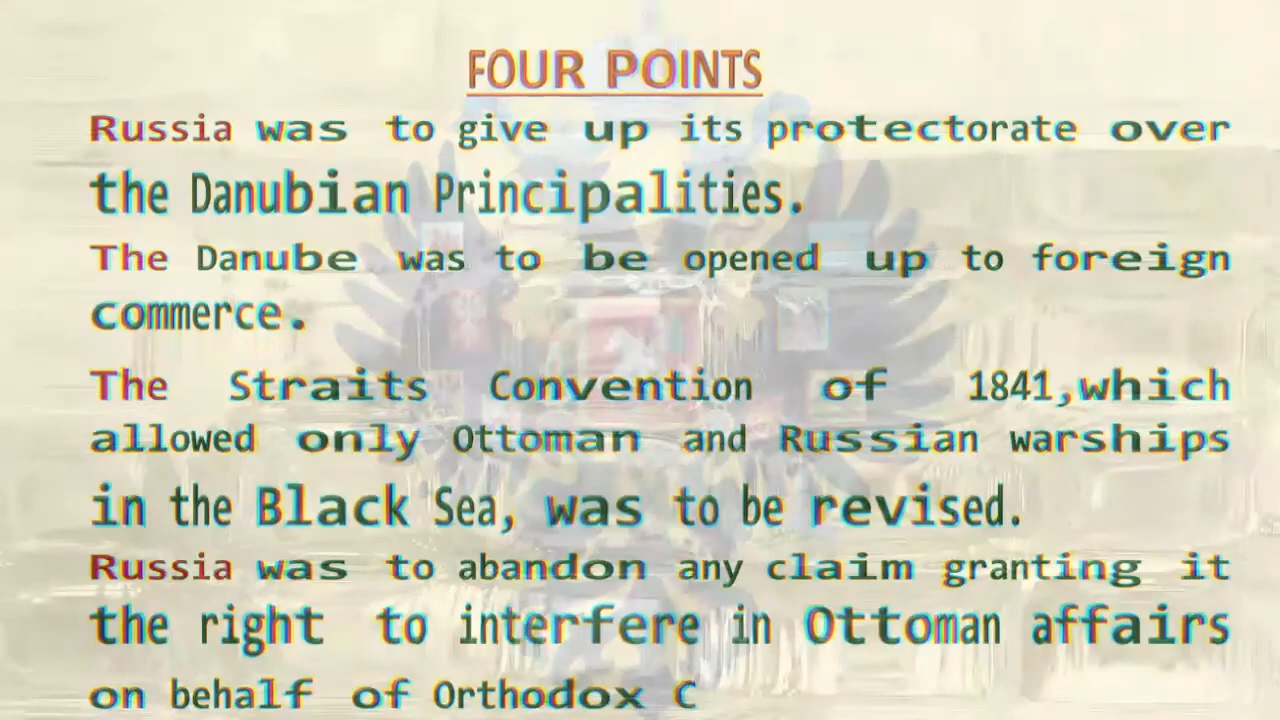 FOUR POINTS
Russia was to give up its protectorate over
the Danubian Principalities.
The Danube was to be opened up to foreign
commerce.
The Straits Convention of 1841,which
allowed only Ottoman and Russian warships
in the Black Sea, was to be revised.
Russia was to abandon any claim granting it
the right to interfere in Ottoman affairs
on behalf of Orthodox C